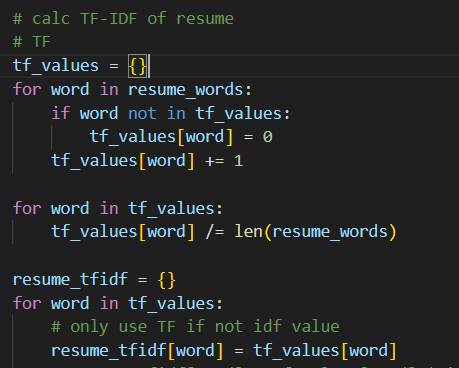 # calc TF-IDF of resume
# TF
tf_values = {}
for word in resume_words:
    if word not in tf_values:
        tf_values[word] = 0
    tf_values[word] += 1

for word in tf_values:
    tf_values[word] /= len(resume_words)

resume_tfidf = {}
for word in tf_values:
    # only use TF if not idf value
    resume_tfidf[word] = tf_values[word]